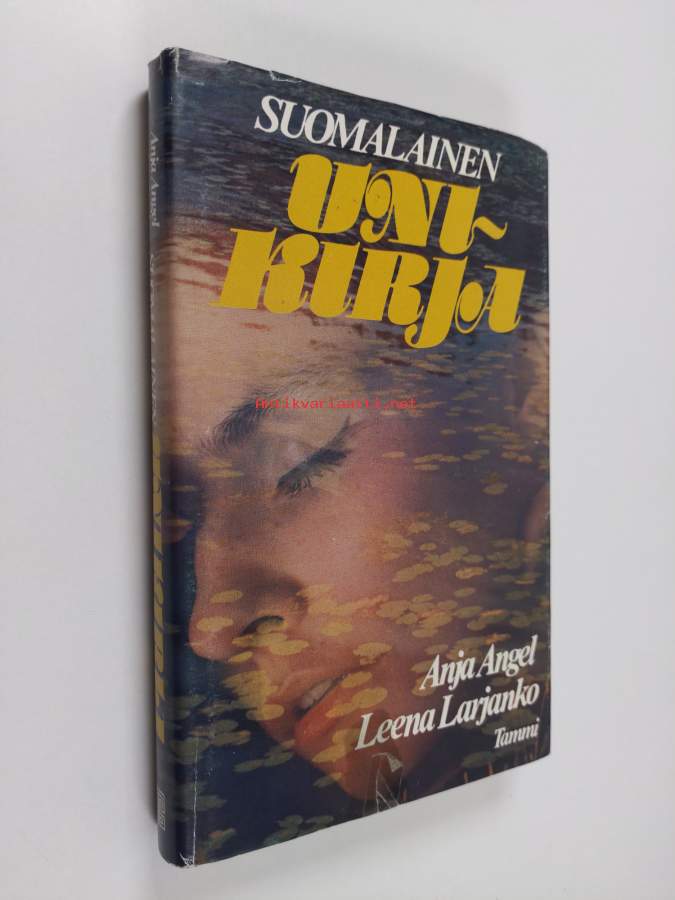 SUOMALAINEN
UNI-
KIRJA
Antikvariaatti.net
Anja Angel
Leena Larjanko
Tammi
Anja Angel